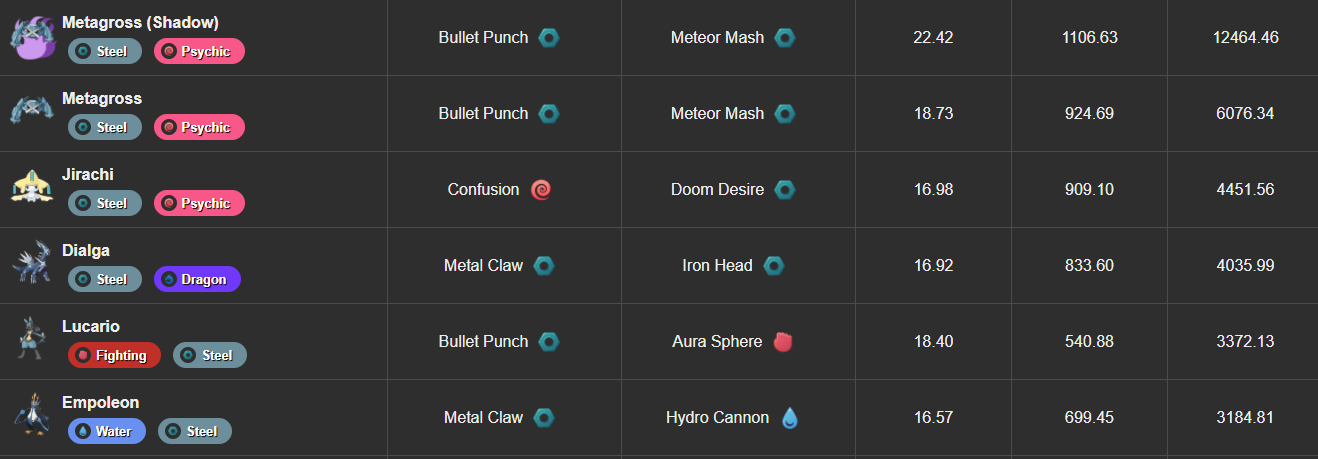 Metagross (Shadow)
Steel Psychic
Bullet Punch Meteor Mash 22.42 1106.63 12464.46
Metagross
Steel Psychic
Bullet Punch Meteor Mash 18.73 924.69 6076.34
Jirachi
Steel Psychic
Confusion Doom Desire 16.98 909.10 4451.56
Dialga
Steel Dragon
Metal Claw Iron Head 16.92 833.60 4035.99
Lucario
Fighting Steel
Bullet Punch Aura Sphere 18.40 540.88 3372.13
Empoleon
Water Steel
Metal Claw Hydro Cannon 16.57 699.45 3184.81